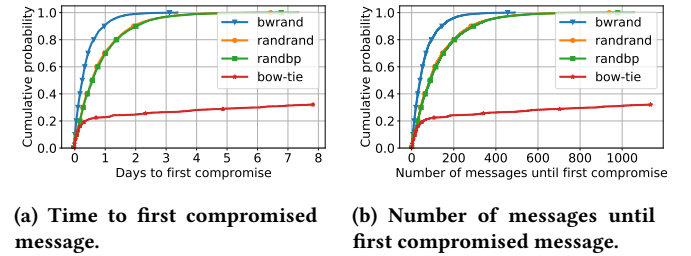 Cumulative probability
1.0
0.8
0.6
0.4
0.2
0.0
bwrand
randrand
randbp
bow-tie
0 1 2 3 4 5 6 7 8
Days to first compromise
(a) Time to first compromised
message.
Cumulative probability
1.0
0.8
0.6
0.4
0.2
0.0
bwrand
randrand
randbp
bow-tie
0 200 400 600 800 1000
Number of messages until first compromise
(b) Number of messages until
first compromised message.